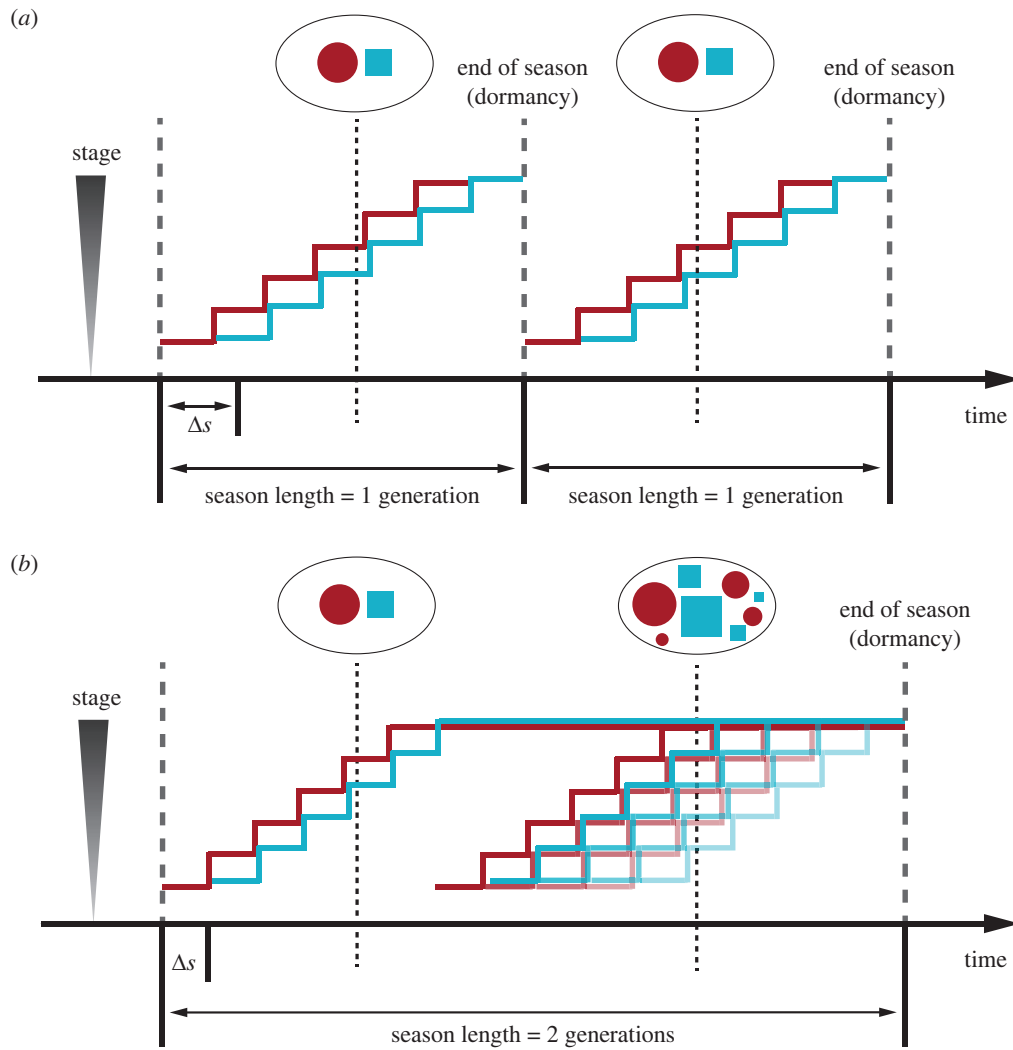 (a)
end of season
(dormancy)
end of season
(dormancy)
stage
Δs
time
season length = 1 generation
season length = 1 generation
(b)
end of season
(dormancy)
stage
Δs
time
season length = 2 generations